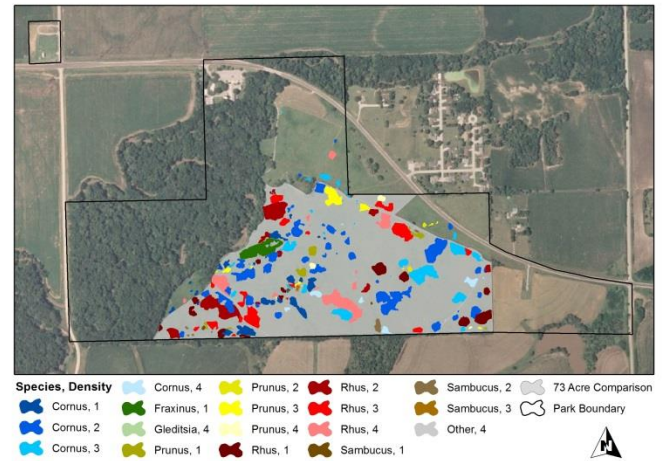 Species, Density
Cornus, 1
Cornus, 2
Cornus, 3
Cornus, 4
Fraxinus, 1
Gleditsia, 4
Prunus, 1
Prunus, 2
Prunus, 3
Prunus, 4
Rhus, 1
Rhus, 2
Rhus, 3
Rhus, 4
Sambucus, 1
Sambucus, 2
Sambucus, 3
Other, 4
73 Acre Comparison
Park Boundary
N